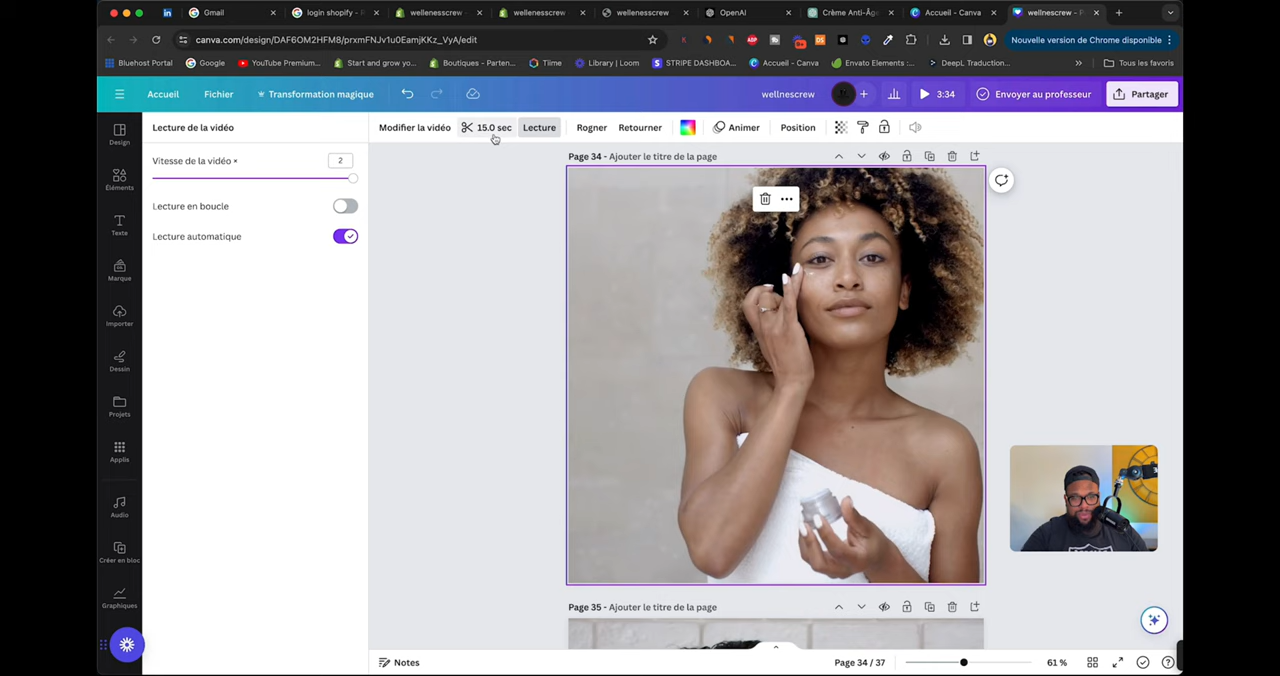 Gmail
login shopify - R
wellenesscrew
wellenesscrew
wellenesscrew
OpenAI
Crème Anti-Âg
Accueil - Canva
wellnescrew - P
canva.com/design/DAF6OM2HFM8/prxmFNJv1u0EamjKKz_VyA/edit
Nouvelle version de Chrome disponible
Bluehost Portal
Google
YouTube Premium...
Start and grow yo...
Boutiques - Parten...
Tiime
Library | Loom
STRIPE DASHBOA...
Accueil - Canva
Envato Elements :...
DeepL Traduction...
»
Tous les favoris
Accueil
Fichier
Transformation magique
wellnescrew
3:34
Envoyer au professeur
Partager
Lecture de la vidéo
Modifier la vidéo
15.0 sec
Lecture
Rogner
Retourner
Animer
Position
Design
Éléments
Texte
Marque
Importer
Dessin
Projets
Applis
Audio
Créer en bloc
Graphiques
Vitesse de la vidéo
2
Lecture en boucle
Lecture automatique
Page 34 - Ajouter le titre de la page
Page 35 - Ajouter le titre de la page
Notes
Page 34 / 37
61 %